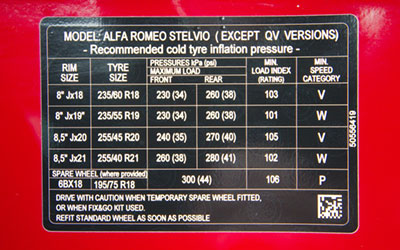 MODEL: ALFA ROMEO STELVIO (EXCEPT QV VERSIONS)
- Recommended cold tyre inflation pressure -
RIM SIZE TYRE SIZE PRESSURES kPa (psi) MAXIMUM LOAD FRONT REAR MIN. LOAD INDEX (RATING) MIN. SPEED CATEGORY
8" Jx18 235/60 R18 230 (34) 260 (38) 103 V
8" Jx19" 235/55 R19 230 (34) 260 (38) 101 W
8,5" Jx20 255/45 R20 240 (35) 270 (40) 105 V
8,5" Jx21 255/40 R21 260 (38) 280 (41) 102 W
SPARE WHEEL (where provided)
6BX18 195/75 R18 300 (44) 106 P
DRIVE WITH CAUTION WHEN TEMPORARY SPARE WHEEL FITTED,
OR WHEN FIX&GO KIT USED.
REFIT STANDARD WHEEL AS SOON AS POSSIBLE
50556419